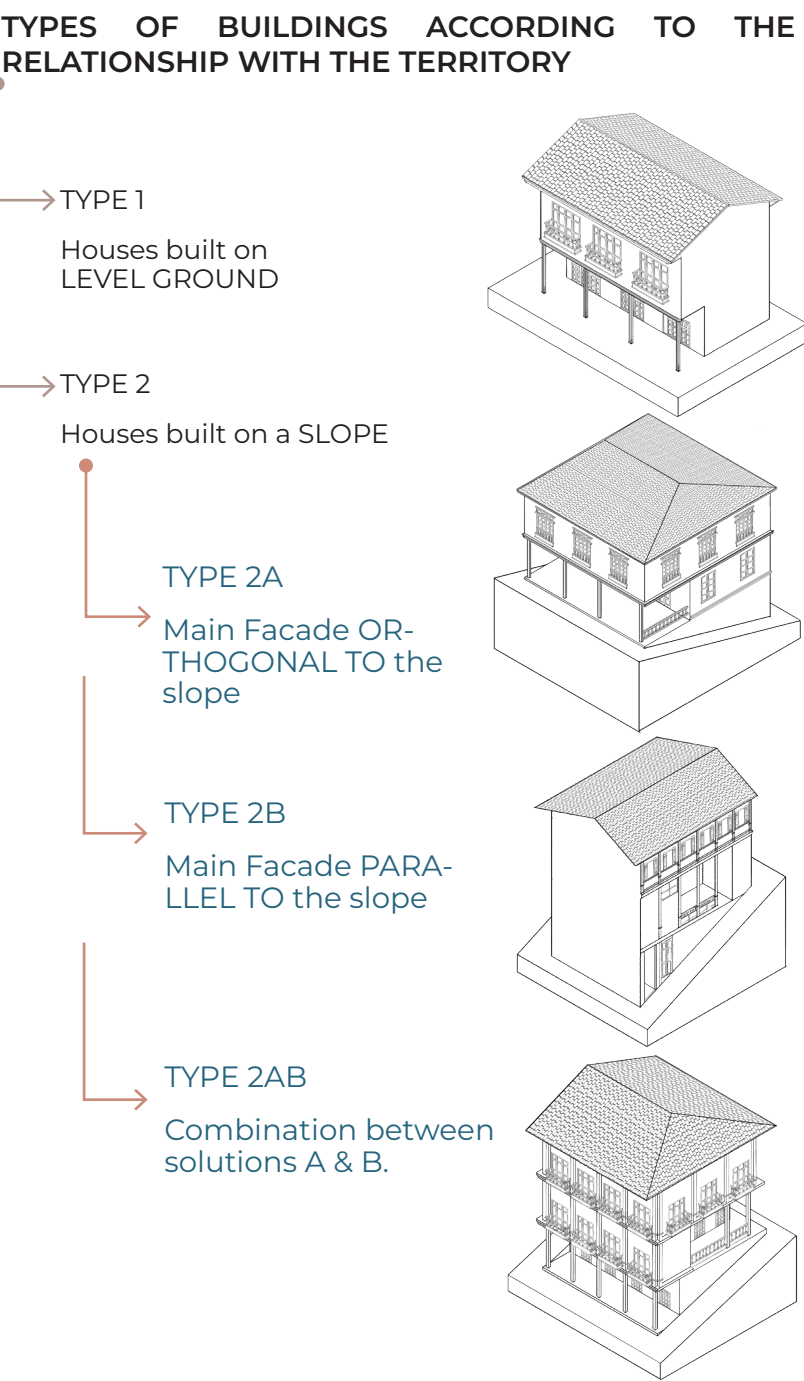 TYPES OF BUILDINGS ACCORDING TO THE
RELATIONSHIP WITH THE TERRITORY
TYPE 1
Houses built on
LEVEL GROUND
TYPE 2
Houses built on a SLOPE
TYPE 2A
Main Facade OR-
THOGONAL TO the
slope
TYPE 2B
Main Facade PARA-
LLEL TO the slope
TYPE 2AB
Combination between
solutions A & B.